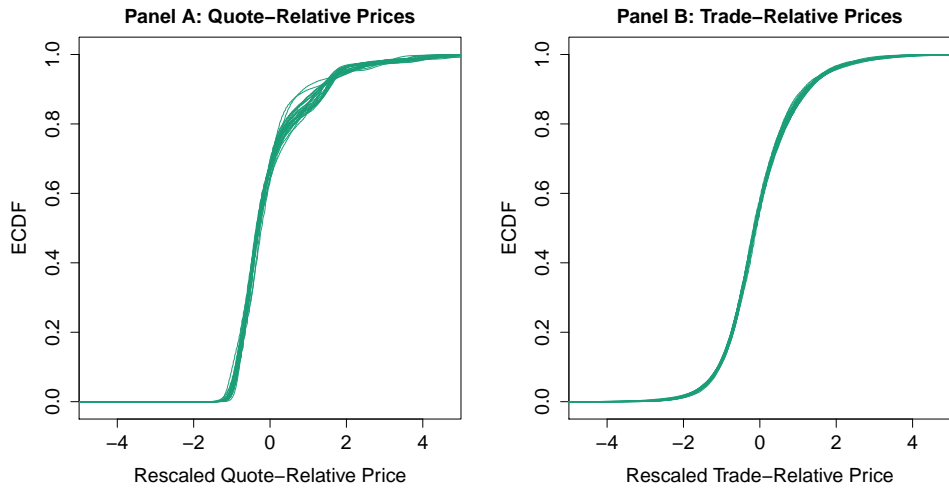 Panel A: Quote−Relative Prices
ECDF
1.0
0.8
0.6
0.4
0.2
0.0
−4 −2 0 2 4
Rescaled Quote−Relative Price
Panel B: Trade−Relative Prices
ECDF
1.0
0.8
0.6
0.4
0.2
0.0
−4 −2 0 2 4
Rescaled Trade−Relative Price